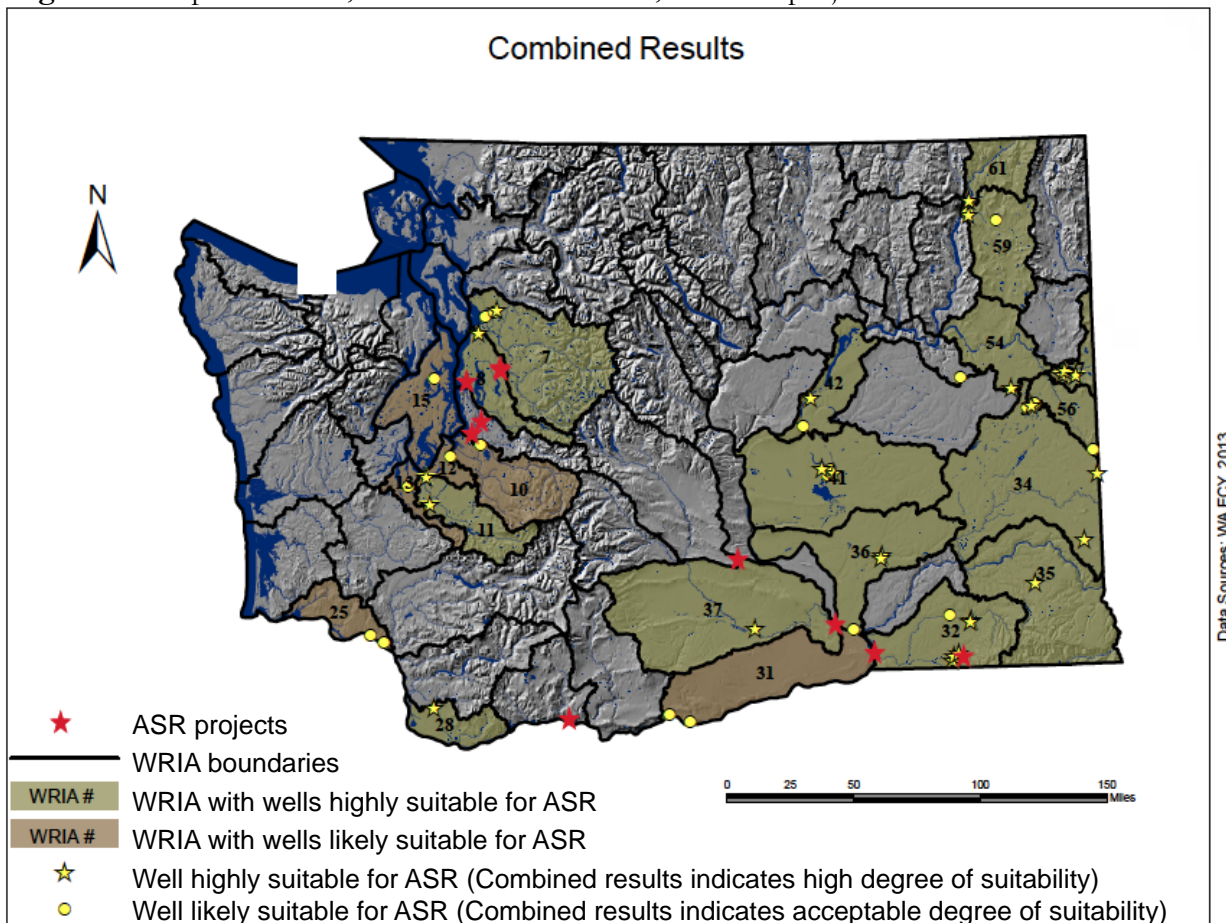 Combined Results
N
61
59
7
54
8
42
15
56
12
10
41
34
13
11
36
35
37
25
32
31
28
Data Sources: WA ECY, 2013
ASR projects
WRIA boundaries
WRIA # WRIA with wells highly suitable for ASR
WRIA # WRIA with wells likely suitable for ASR
Well highly suitable for ASR (Combined results indicates high degree of suitability)
Well likely suitable for ASR (Combined results indicates acceptable degree of suitability)
0 25 50 100 150
Miles